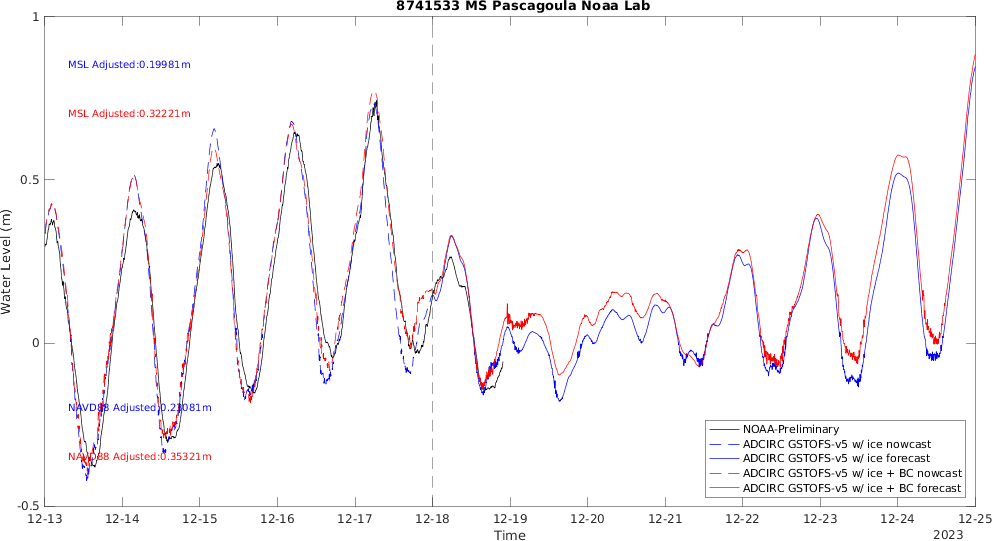 8741533 MS Pascagoula Noaa Lab
1
MSL Adjusted:0.19981m
MSL Adjusted:0.32221m
0.5
Water Level (m)
0
NAVD88 Adjusted:0.23081m
NAVD88 Adjusted:0.35321m
-0.5
NOAA-Preliminary
ADCIRC GSTOFS-v5 w/ ice nowcast
ADCIRC GSTOFS-v5 w/ ice forecast
ADCIRC GSTOFS-v5 w/ ice + BC nowcast
ADCIRC GSTOFS-v5 w/ ice + BC forecast
12-13 12-14 12-15 12-16 12-17 12-18 12-19 12-20 12-21 12-22 12-23 12-24 12-25
Time
2023